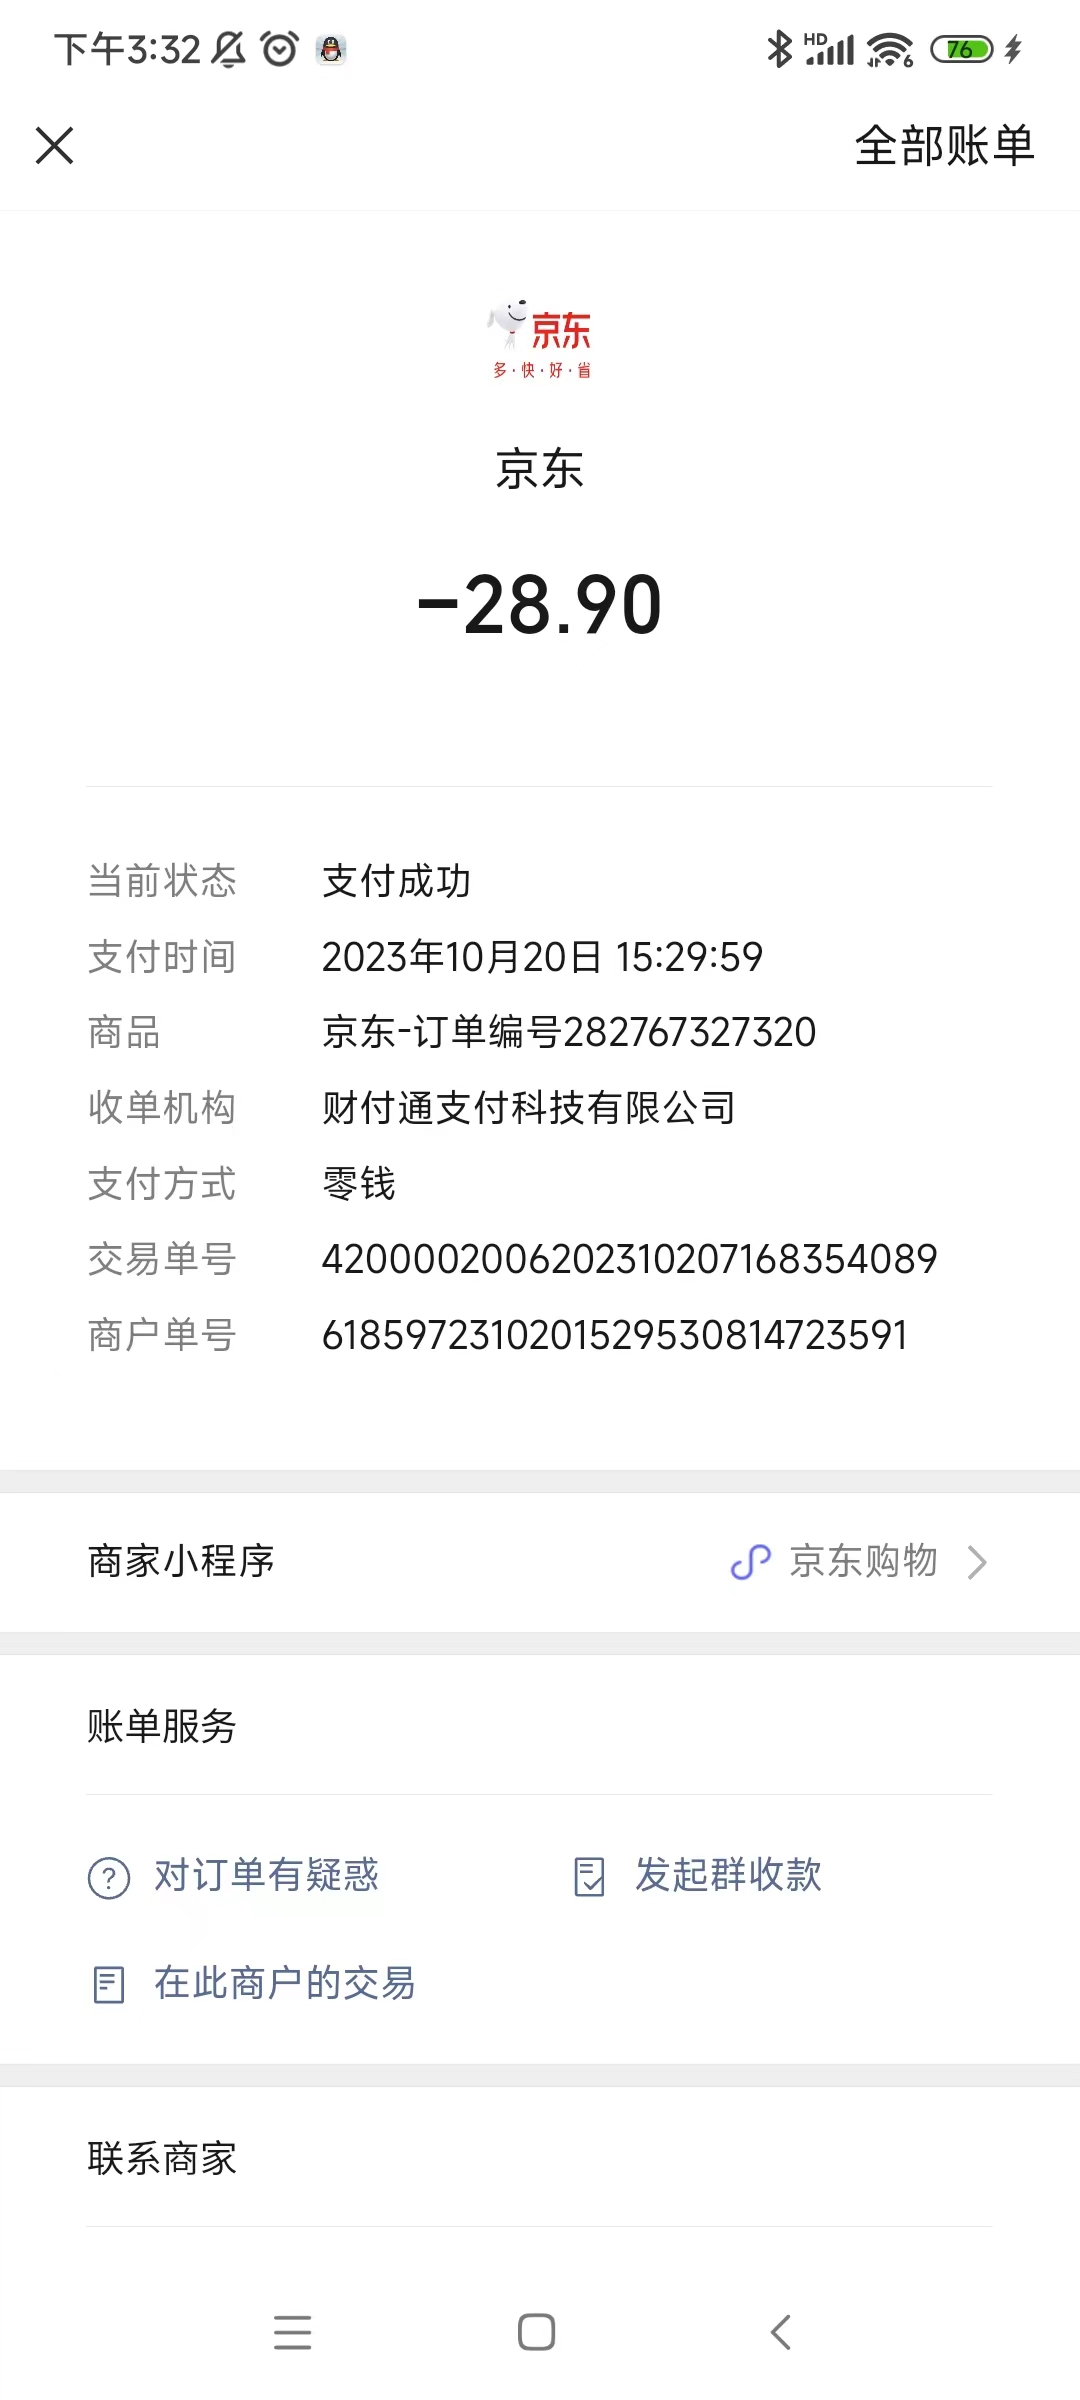 下午3:32 HD 6 76
全部账单
京东
多·快·好·省
京东
-28.90
当前状态 支付成功
支付时间 2023年10月20日 15:29:59
商品 京东-订单编号282767327320
收单机构 财付通支付科技有限公司
支付方式 零钱
交易单号 4200002006202310207168354089
商户单号 6185972310201529530814723591
商家小程序 京东购物
账单服务
对订单有疑惑 发起群收款
在此商户的交易
联系商家